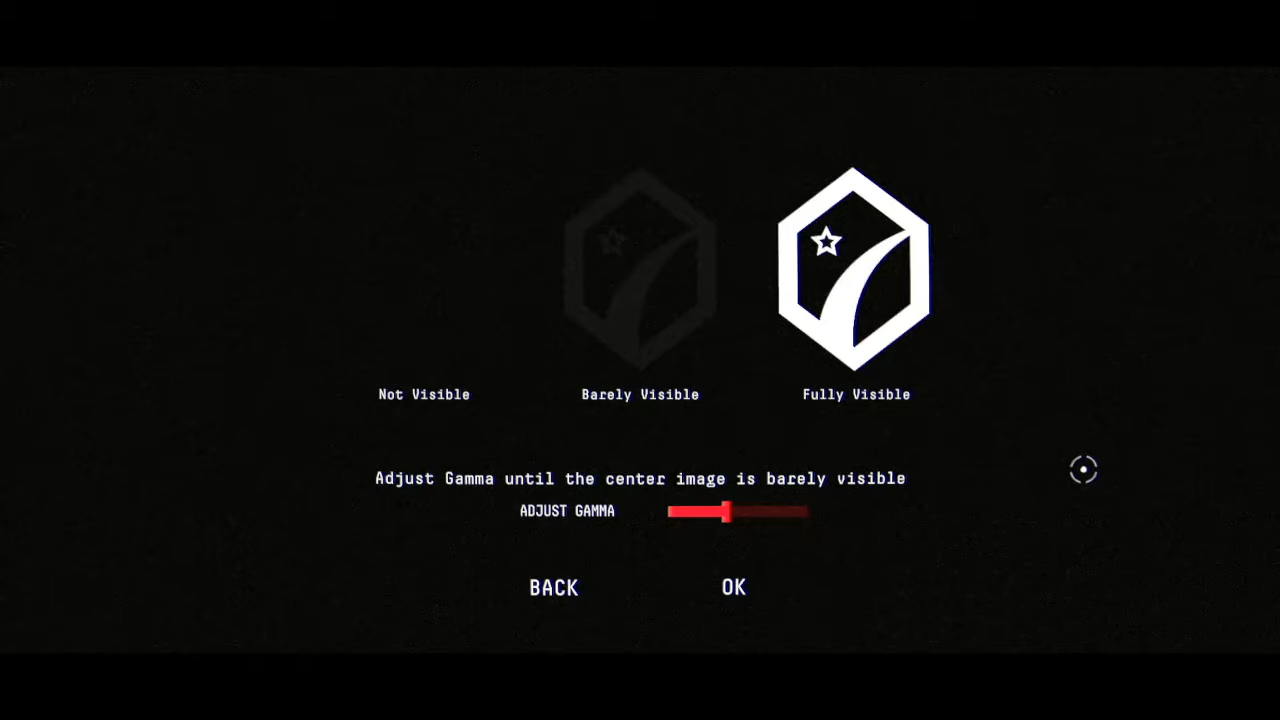 Not Visible
Barely Visible
Fully Visible
Adjust Gamma until the center image is barely visible
ADJUST GAMMA
BACK
OK